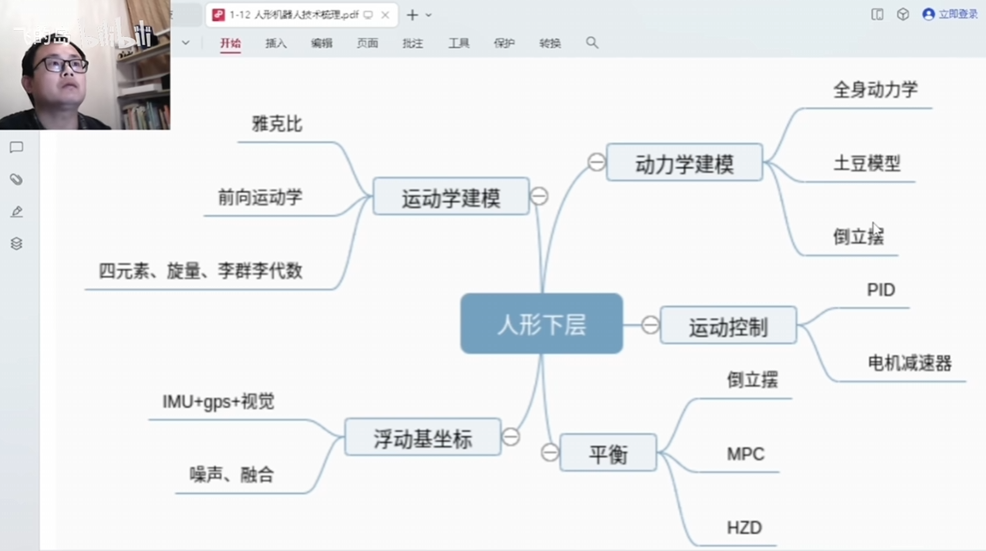 bilibili
1-12 人形机器人技术梳理.pdf
立即登录
开始 插入 编辑 页面 批注 工具 保护 转换
全身动力学
雅克比
动力学建模
土豆模型
前向运动学
运动学建模
倒立摆
四元素、旋量、李群李代数
PID
人形下层
运动控制
电机减速器
倒立摆
IMU+gps+视觉
浮动基坐标
平衡
MPC
噪声、融合
HZD